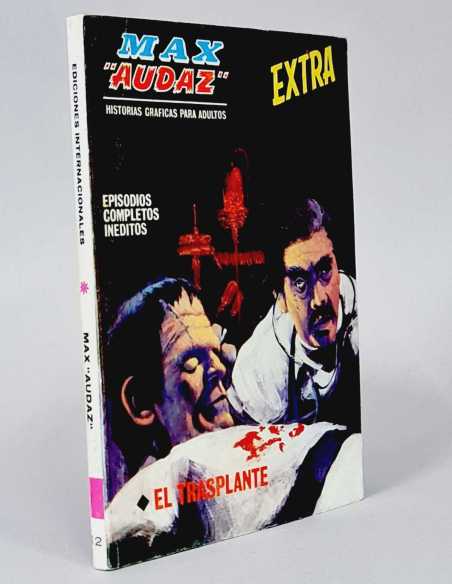 MAX
"AUDAZ"
HISTORIAS GRAFICAS PARA ADULTOS
EXTRA
EPISODIOS
COMPLETOS
INEDITOS
EL TRASPLANTE
EDICIONES INTERNACIONALES
MAX "AUDAZ"
2